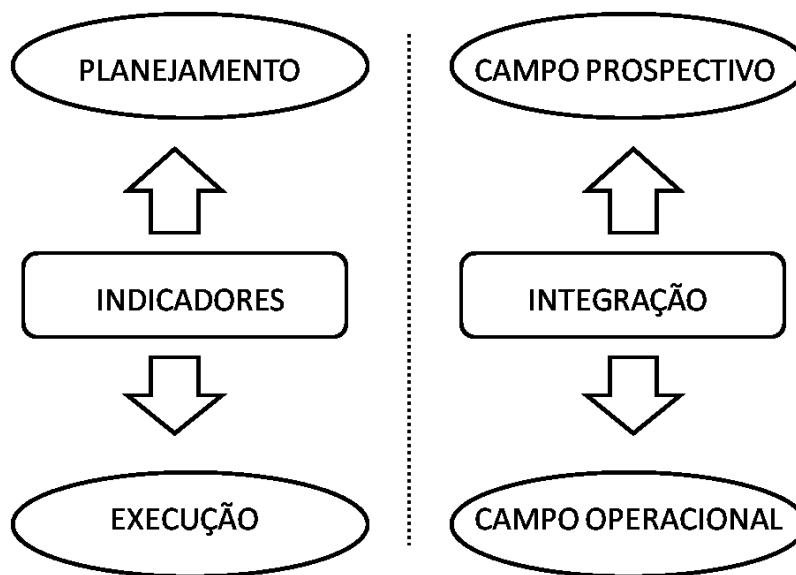 PLANEJAMENTO
CAMPO PROSPECTIVO
INDICADORES
INTEGRAÇÃO
EXECUÇÃO
CAMPO OPERACIONAL